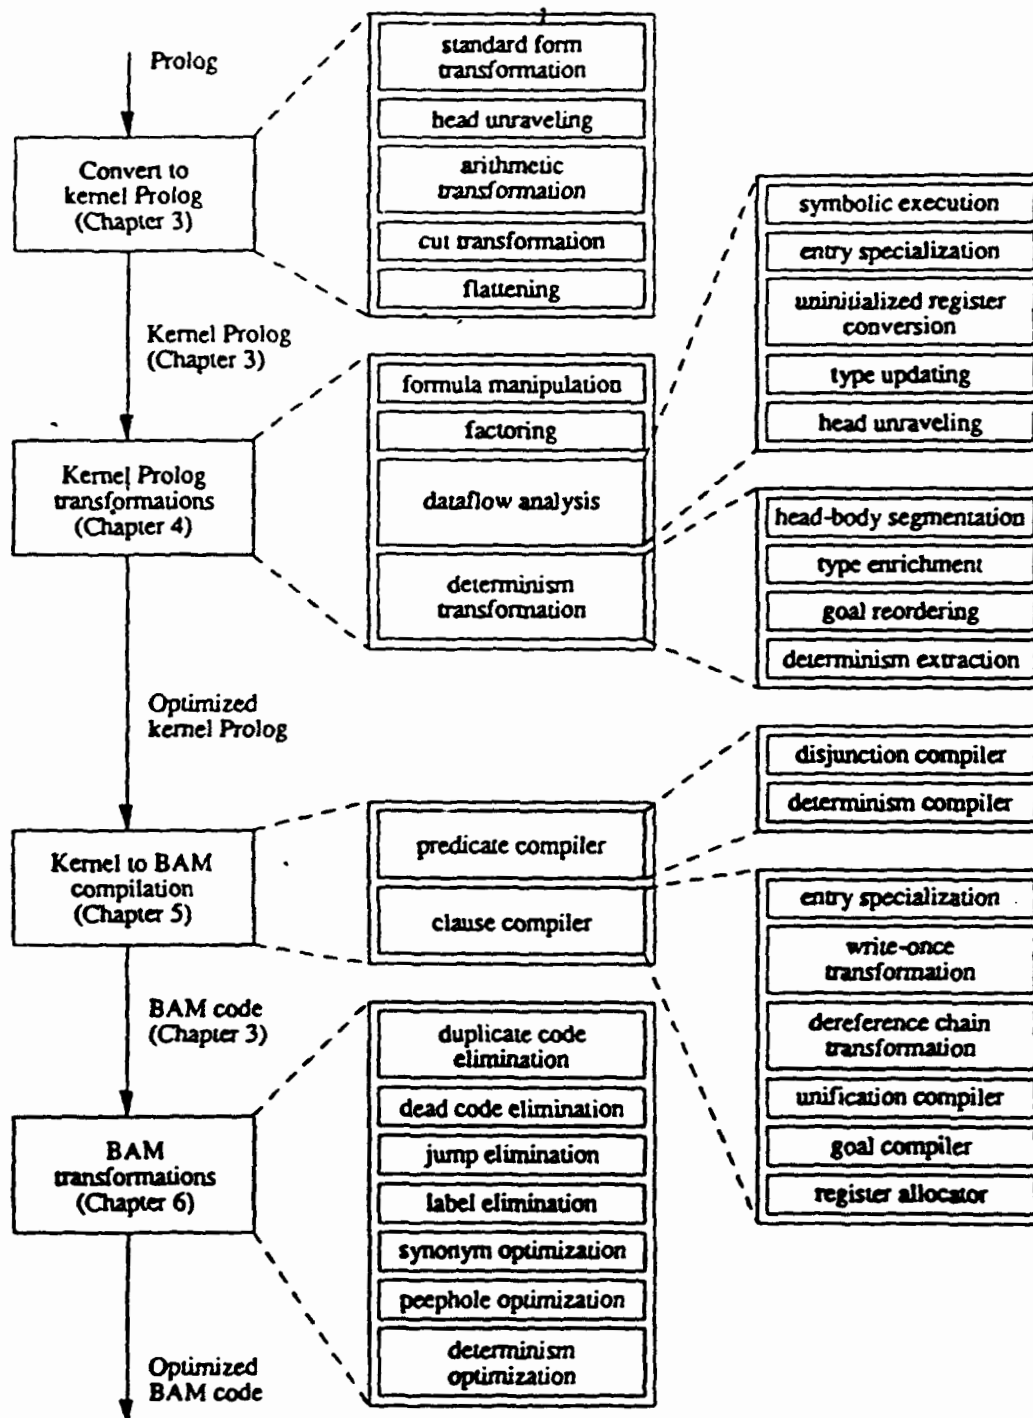 Prolog
Convert to
kernel Prolog
(Chapter 3)
Kernel Prolog
(Chapter 3)
Kernel Prolog
transformations
(Chapter 4)
Optimized
kernel Prolog
Kernel to BAM
compilation
(Chapter 5)
BAM code
(Chapter 3)
BAM
transformations
(Chapter 6)
Optimized
BAM code
standard form
transformation
head unraveling
arithmetic
transformation
cut transformation
flattening
formula manipulation
factoring
dataflow analysis
determinism
transformation
predicate compiler
clause compiler
duplicate code
elimination
dead code elimination
jump elimination
label elimination
synonym optimization
peephole optimization
determinism
optimization
symbolic execution
entry specialization
uninitialized register
conversion
type updating
head unraveling
head-body segmentation
type enrichment
goal reordering
determinism extraction
disjunction compiler
determinism compiler
entry specialization
write-once
transformation
dereference chain
transformation
unification compiler
goal compiler
register allocator